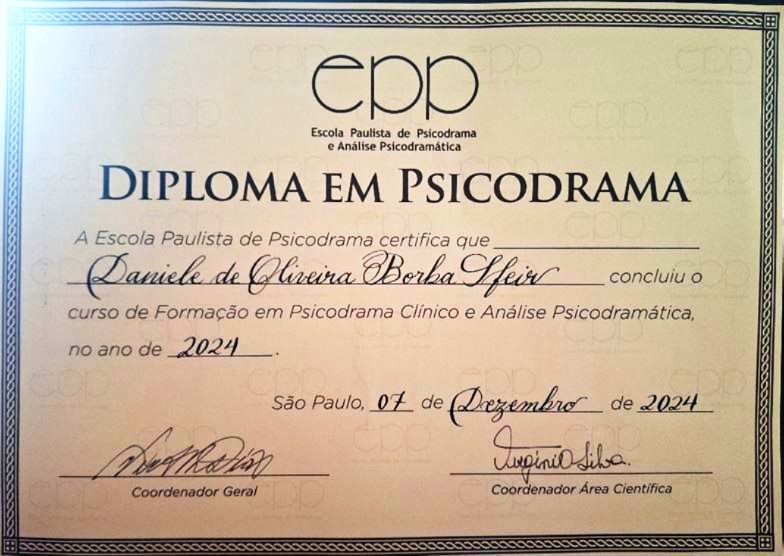 epp
Escola Paulista de Psicodrama
e Análise Psicodramática
DIPLOMA EM PSICODRAMA
A Escola Paulista de Psicodrama certifica que
Daniele de Oliveira Borba Sfeir concluiu o
curso de Formação em Psicodrama Clínico e Análise Psicodramática,
no ano de 2024.
São Paulo, 07 de Dezembro de 2024
Virgínio Silva.
Coordenador Geral Coordenador Área Científica